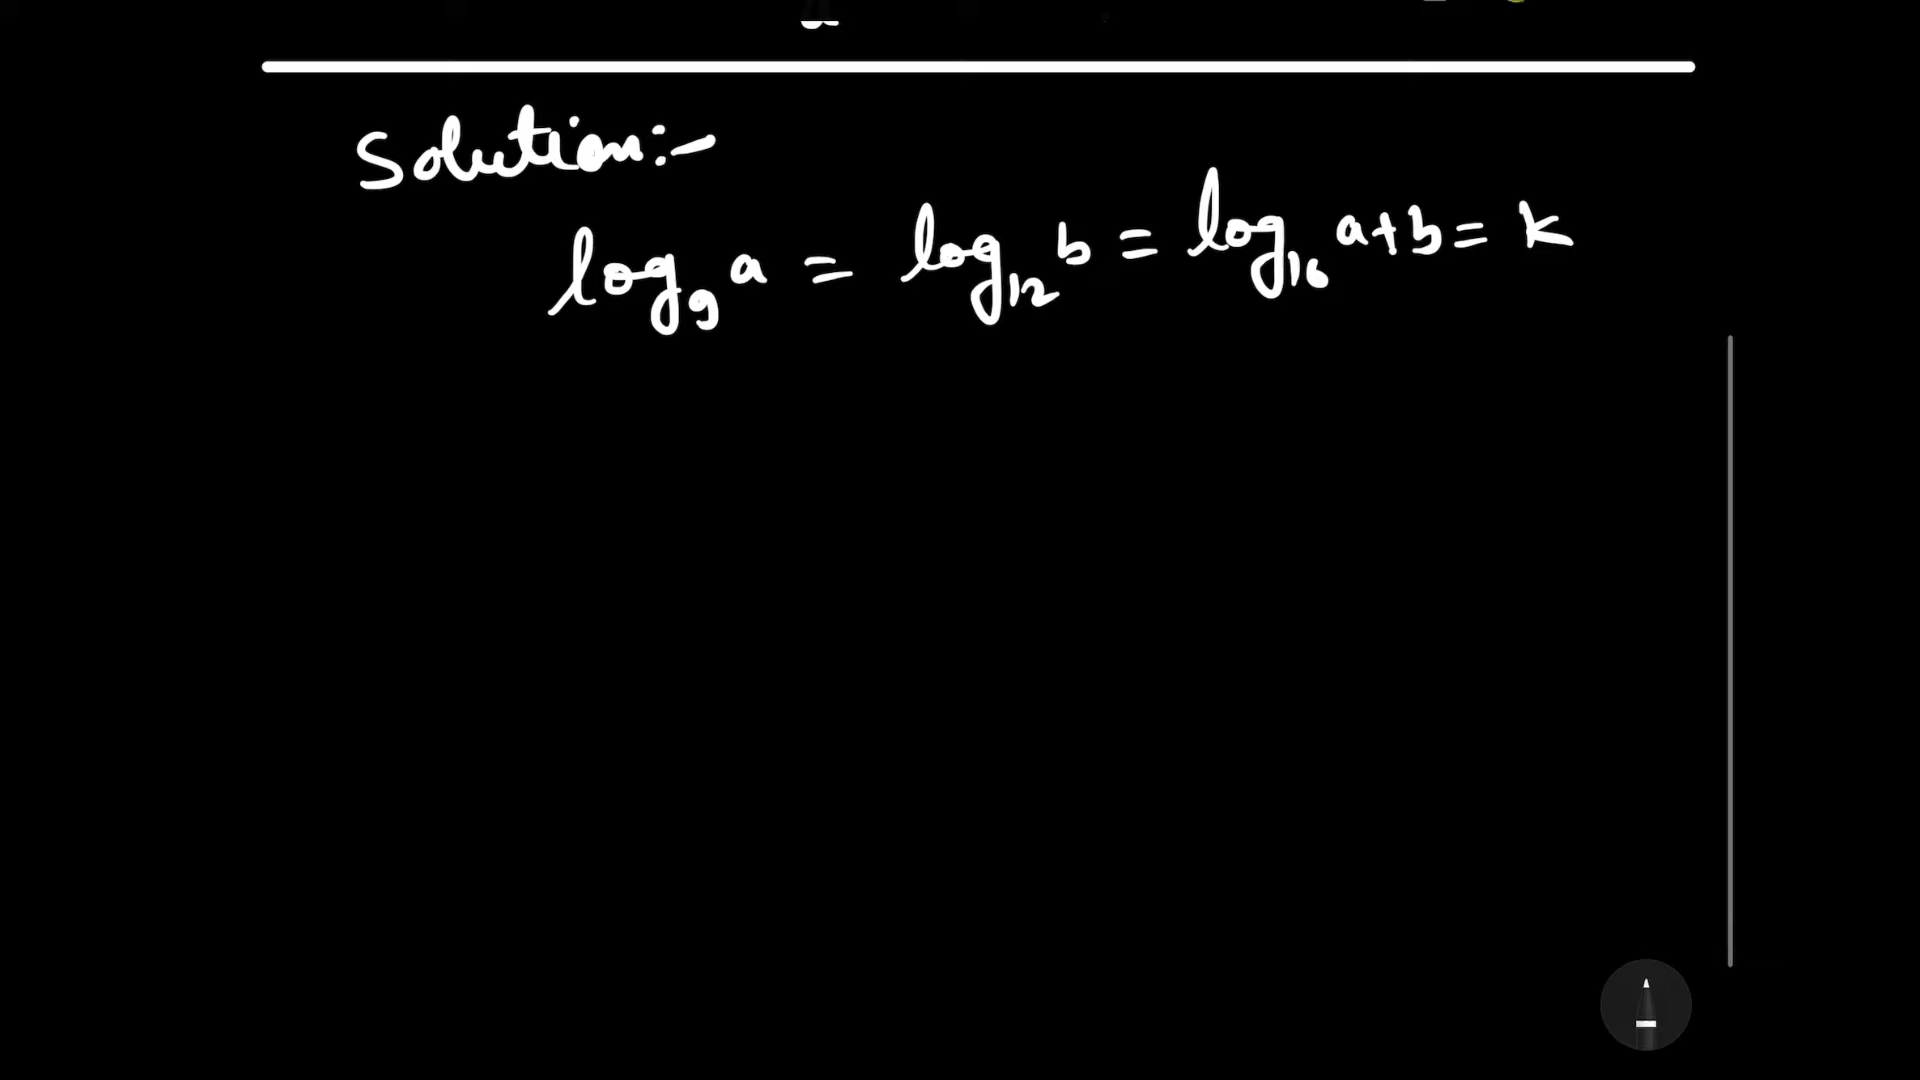 Solution:-
log₉ a = log₁₂ b = log₁₆ a+b = k